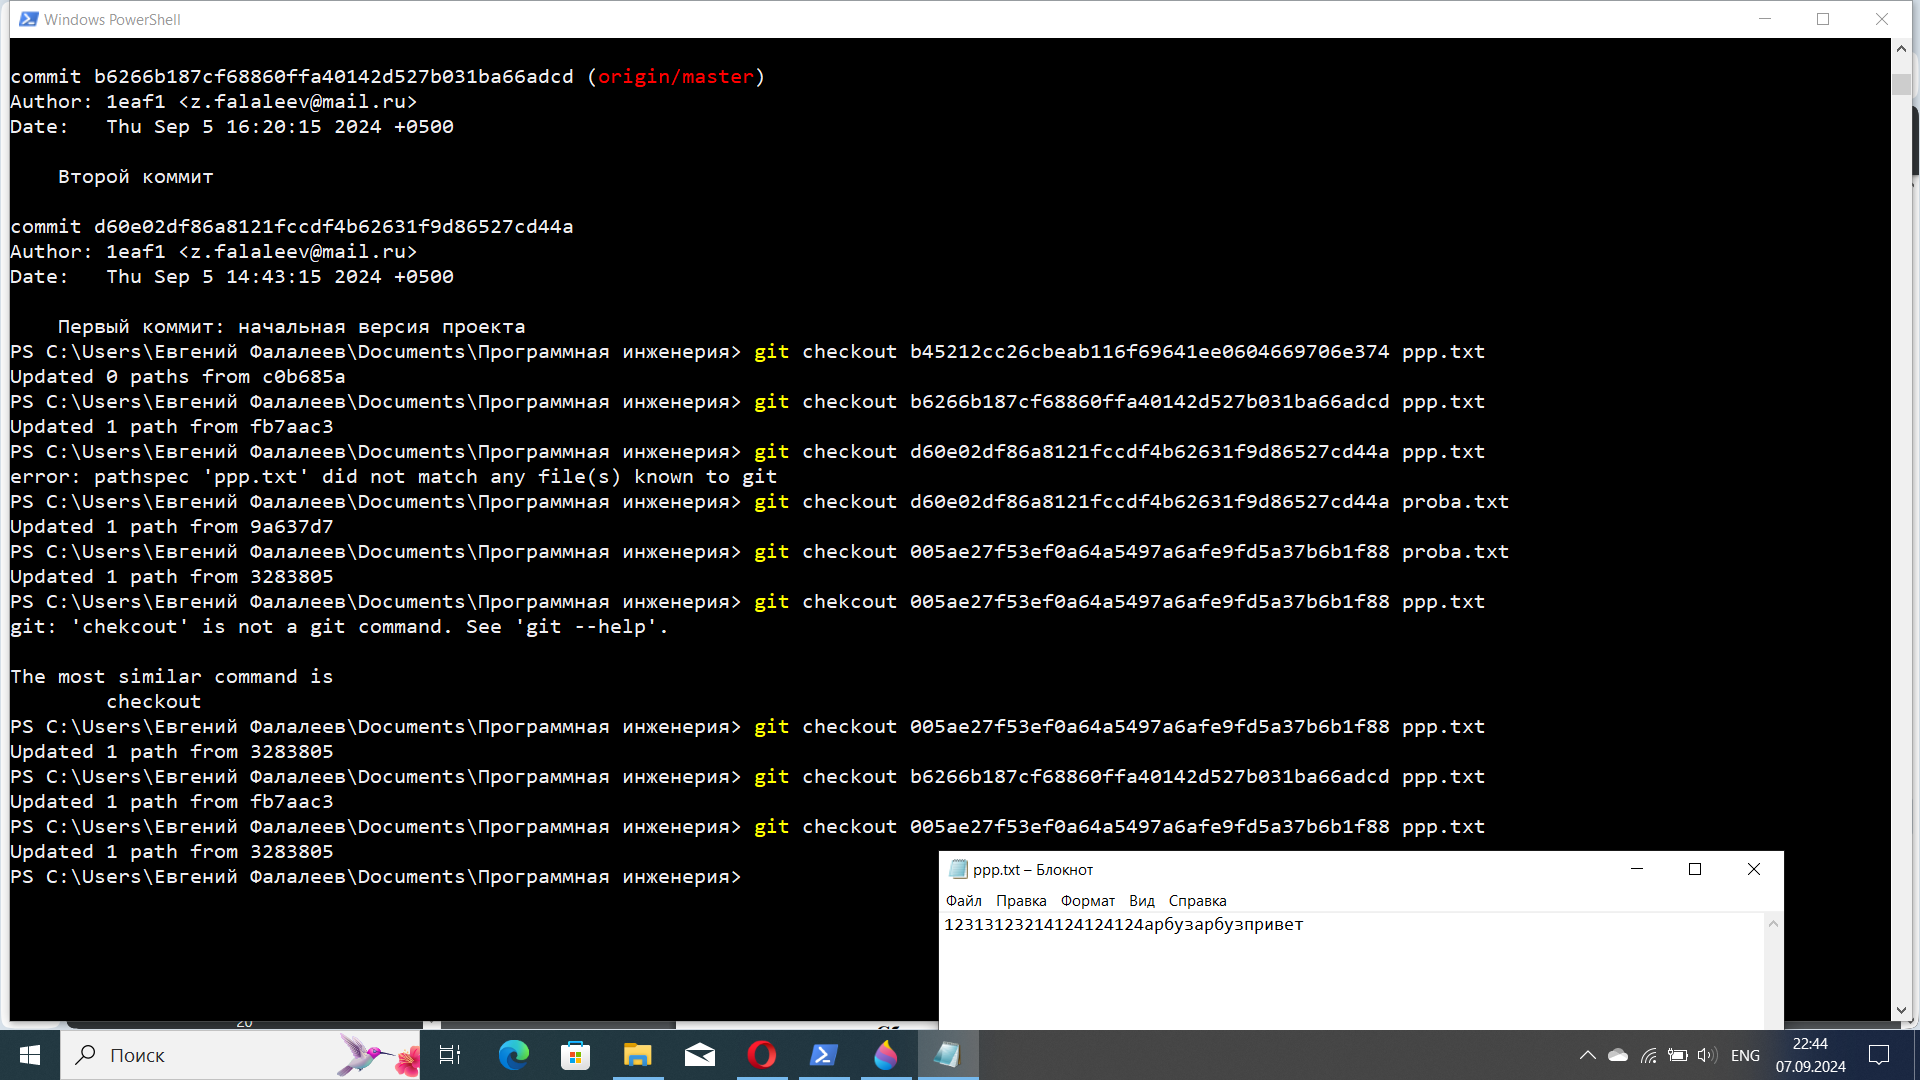 Windows PowerShell
commit b6266b187cf68860ffa40142d527b031ba66adcd (origin/master)
Author: 1eaf1 <z.falaleev@mail.ru>
Date:   Thu Sep 5 16:20:15 2024 +0500
Второй коммит
commit d60e02df86a8121fccdf4b62631f9d86527cd44a
Author: 1eaf1 <z.falaleev@mail.ru>
Date:   Thu Sep 5 14:43:15 2024 +0500
Первый коммит: начальная версия проекта
PS C:\Users\Евгений Фалалеев\Documents\Программная инженерия> git checkout b45212cc26cbeab116f69641ee0604669706e374 ppp.txt
Updated 0 paths from c0b685a
PS C:\Users\Евгений Фалалеев\Documents\Программная инженерия> git checkout b6266b187cf68860ffa40142d527b031ba66adcd ppp.txt
Updated 1 path from fb7aac3
PS C:\Users\Евгений Фалалеев\Documents\Программная инженерия> git checkout d60e02df86a8121fccdf4b62631f9d86527cd44a ppp.txt
error: pathspec 'ppp.txt' did not match any file(s) known to git
PS C:\Users\Евгений Фалалеев\Documents\Программная инженерия> git checkout d60e02df86a8121fccdf4b62631f9d86527cd44a proba.txt
Updated 1 path from 9a637d7
PS C:\Users\Евгений Фалалеев\Documents\Программная инженерия> git checkout 005ae27f53ef0a64a5497a6afe9fd5a37b6b1f88 proba.txt
Updated 1 path from 3283805
PS C:\Users\Евгений Фалалеев\Documents\Программная инженерия> git chekcout 005ae27f53ef0a64a5497a6afe9fd5a37b6b1f88 ppp.txt
git: 'chekcout' is not a git command. See 'git --help'.
The most similar command is
checkout
PS C:\Users\Евгений Фалалеев\Documents\Программная инженерия> git checkout 005ae27f53ef0a64a5497a6afe9fd5a37b6b1f88 ppp.txt
Updated 1 path from 3283805
PS C:\Users\Евгений Фалалеев\Documents\Программная инженерия> git checkout b6266b187cf68860ffa40142d527b031ba66adcd ppp.txt
Updated 1 path from fb7aac3
PS C:\Users\Евгений Фалалеев\Documents\Программная инженерия> git checkout 005ae27f53ef0a64a5497a6afe9fd5a37b6b1f88 ppp.txt
Updated 1 path from 3283805
PS C:\Users\Евгений Фалалеев\Documents\Программная инженерия>
ppp.txt – Блокнот
Файл Правка Формат Вид Справка
12313123214124124124арбузарбузпривет
20
Поиск
ENG
22:44
07.09.2024